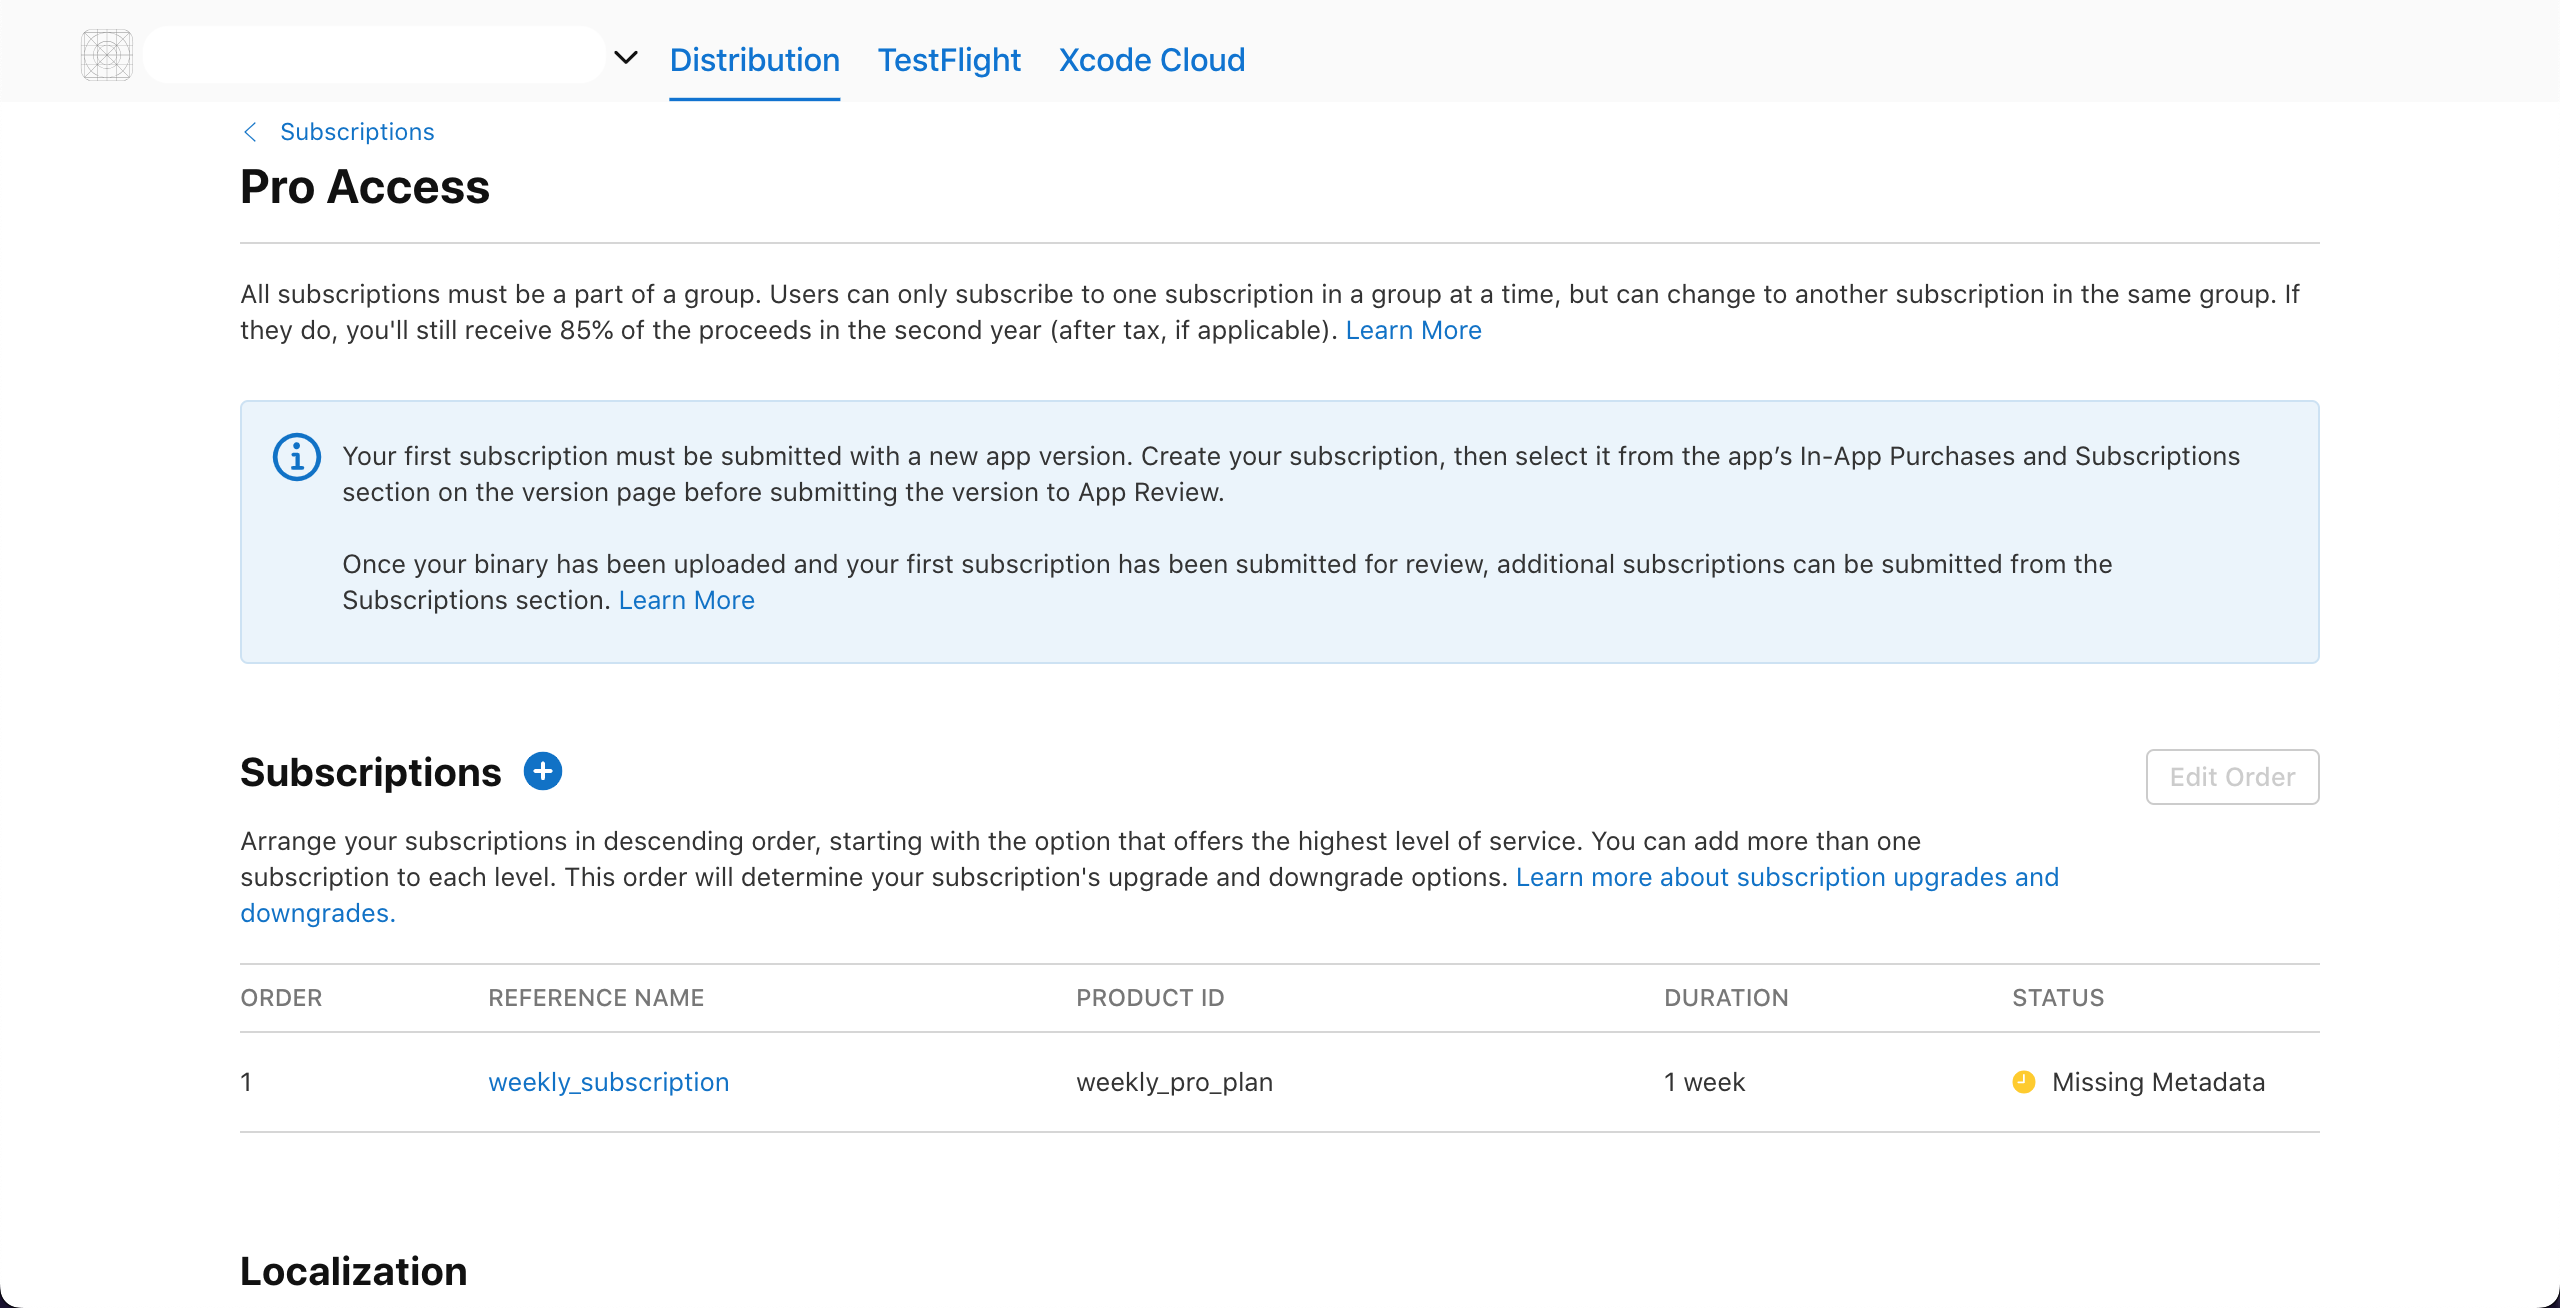 Distribution TestFlight Xcode Cloud
Subscriptions
Pro Access
All subscriptions must be a part of a group. Users can only subscribe to one subscription in a group at a time, but can change to another subscription in the same group. If
they do, you'll still receive 85% of the proceeds in the second year (after tax, if applicable). Learn More
Your first subscription must be submitted with a new app version. Create your subscription, then select it from the app’s In-App Purchases and Subscriptions
section on the version page before submitting the version to App Review.
Once your binary has been uploaded and your first subscription has been submitted for review, additional subscriptions can be submitted from the
Subscriptions section. Learn More
Subscriptions
Edit Order
Arrange your subscriptions in descending order, starting with the option that offers the highest level of service. You can add more than one
subscription to each level. This order will determine your subscription's upgrade and downgrade options. Learn more about subscription upgrades and
downgrades.
ORDER REFERENCE NAME PRODUCT ID DURATION STATUS
1 weekly_subscription weekly_pro_plan 1 week Missing Metadata
Localization